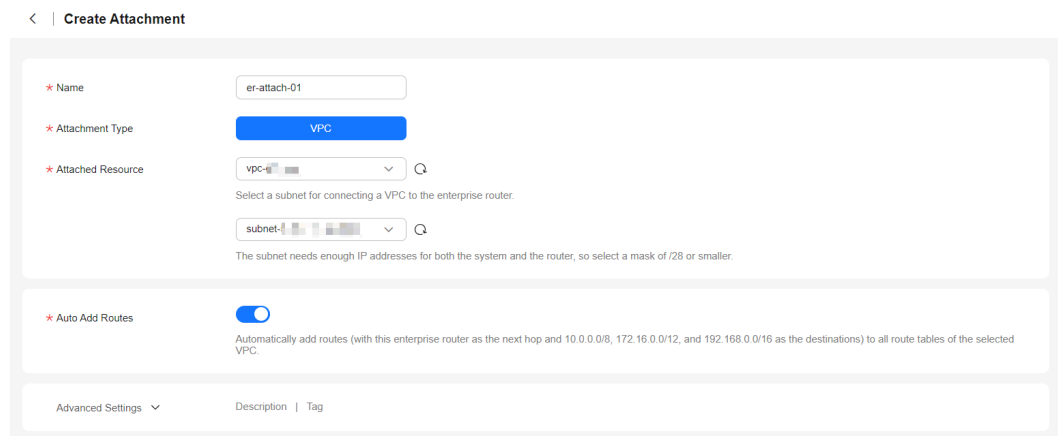 Create Attachment
* Name
er-attach-01
* Attachment Type
VPC
* Attached Resource
vpc-
Select a subnet for connecting a VPC to the enterprise router.
subnet-
The subnet needs enough IP addresses for both the system and the router, so select a mask of /28 or smaller.
* Auto Add Routes
Automatically add routes (with this enterprise router as the next hop and 10.0.0.0/8, 172.16.0.0/12, and 192.168.0.0/16 as the destinations) to all route tables of the selected
VPC.
Advanced Settings
Description | Tag